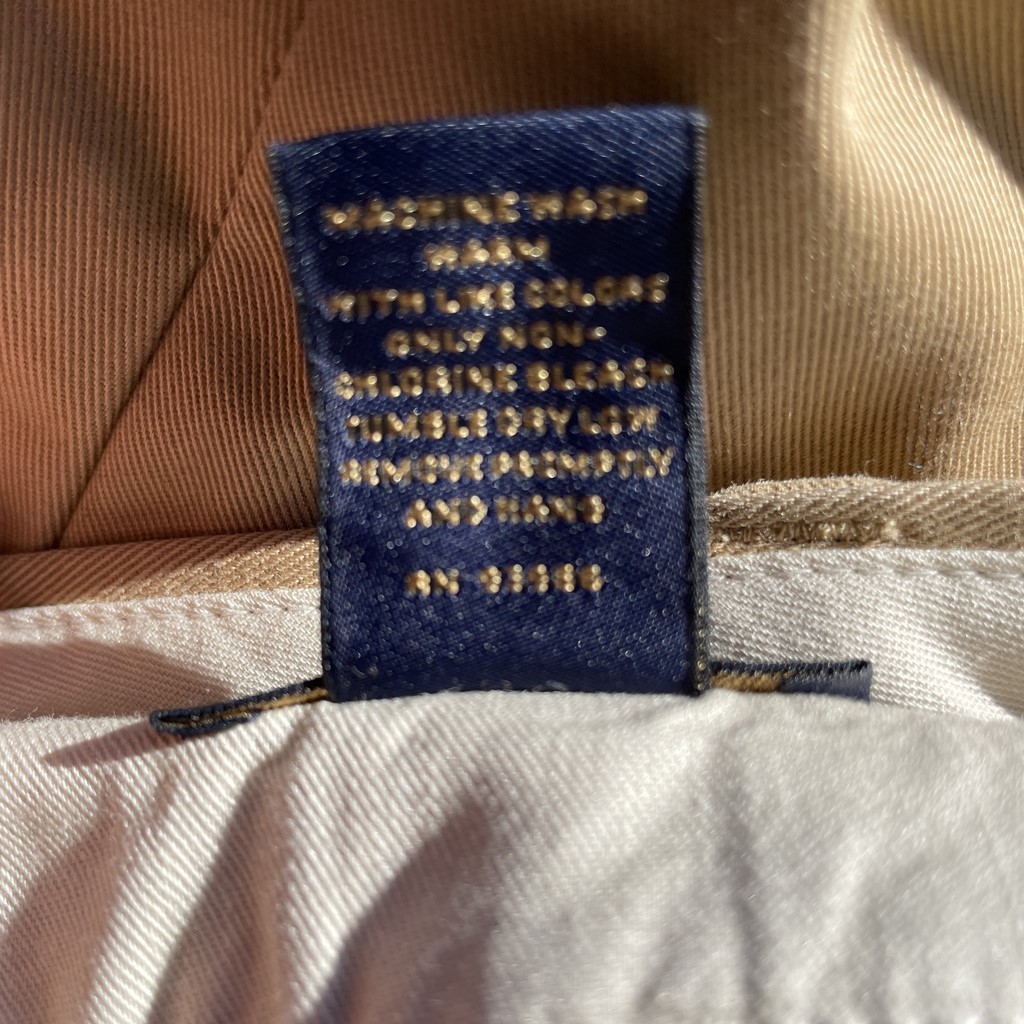 MACHINE WASH
WARM
WITH LIKE COLORS
ONLY NON-
CHLORINE BLEACH
TUMBLE DRY LOW
REMOVE PROMPTLY
AND HANG
RN